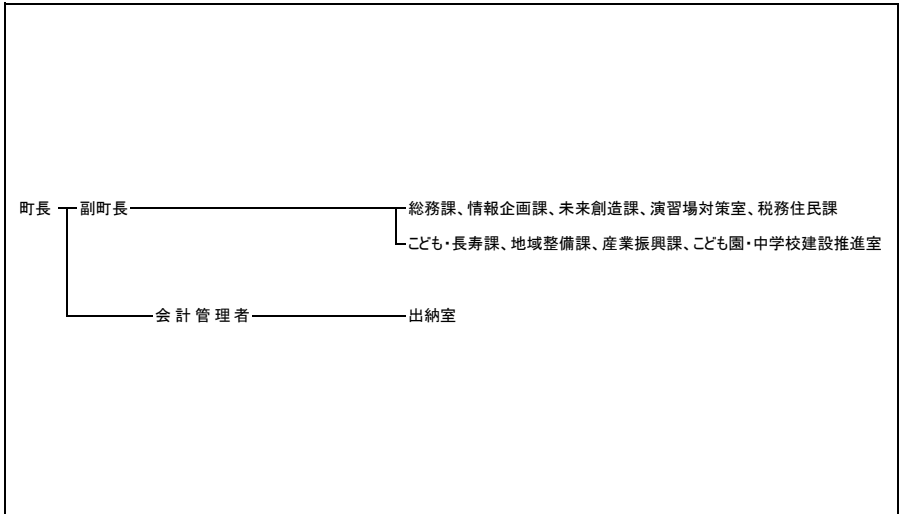 町長 副町長 総務課、情報企画課、未来創造課、演習場対策室、税務住民課
こども・長寿課、地域整備課、産業振興課、こども園・中学校建設推進室
会計管理者 出納室